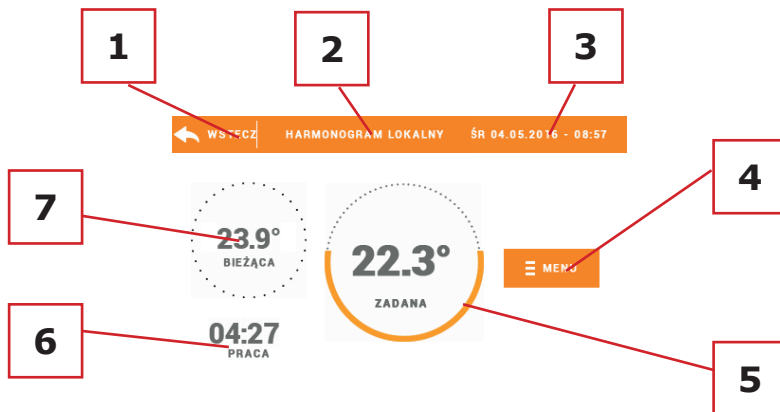 1
2
3
WSTECZ HARMONOGRAM LOKALNY ŚR 04.05.2016 - 08:57
7
23.9°
BIEŻĄCA
22.3°
ZADANA
4
MENU
6
04:27
PRACA
5